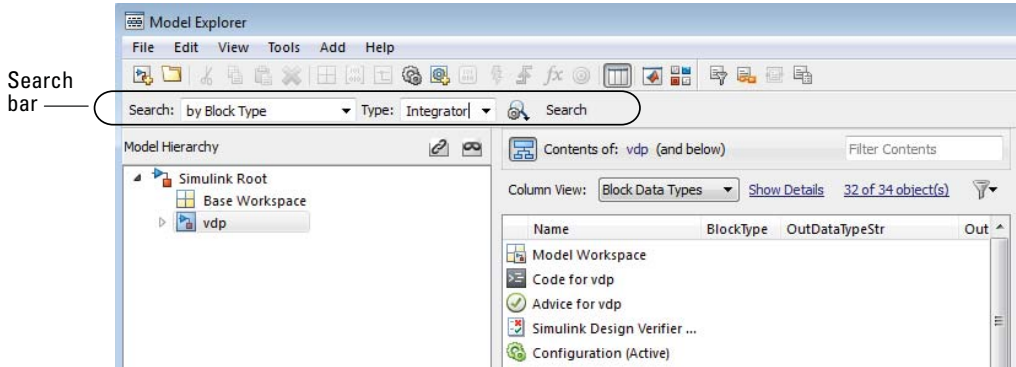 Model Explorer
File Edit View Tools Add Help
fx
Search bar
Search: by Block Type Type: Integrator Search
Model Hierarchy
Contents of: vdp (and below) Filter Contents
Simulink Root
Column View: Block Data Types Show Details 32 of 34 object(s)
Base Workspace
vdp
Name BlockType OutDataTypeStr Out
Model Workspace
Code for vdp
Advice for vdp
Simulink Design Verifier ...
Configuration (Active)